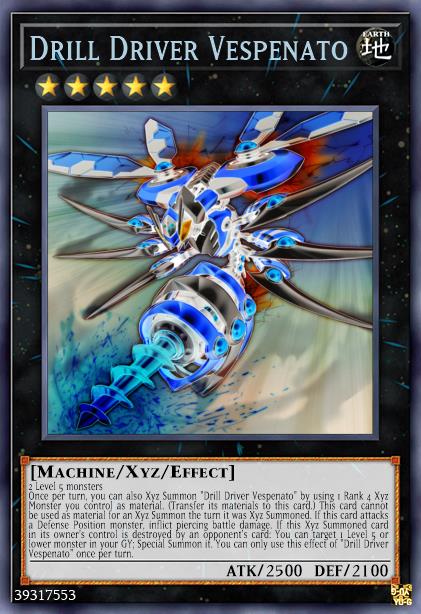 DRILL DRIVER VESPENATO
EARTH
地
[MACHINE/XYZ/EFFECT]
2 Level 5 monsters
Once per turn, you can also Xyz Summon "Drill Driver Vespenato" by using 1 Rank 4 Xyz
Monster you control as material. (Transfer its materials to this card.) This card cannot
be used as material for an Xyz Summon the turn it was Xyz Summoned. If this card attacks
a Defense Position monster, inflict piercing battle damage. If this Xyz Summoned card
in its owner's control is destroyed by an opponent's card: You can target 1 Level 5 or
lower monster in your GY; Special Summon it. You can only use this effect of "Drill Driver
Vespenato" once per turn.
ATK/2500 DEF/2100
39317553